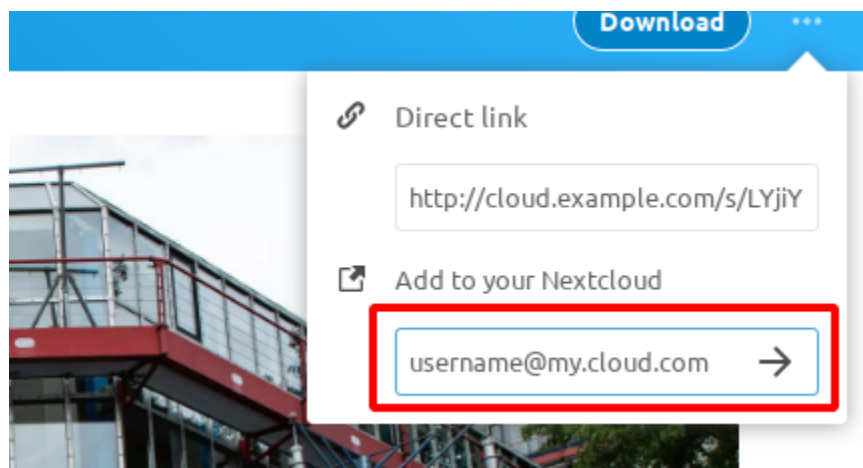 Download
Direct link
http://cloud.example.com/s/LYjiY
Add to your Nextcloud
username@my.cloud.com